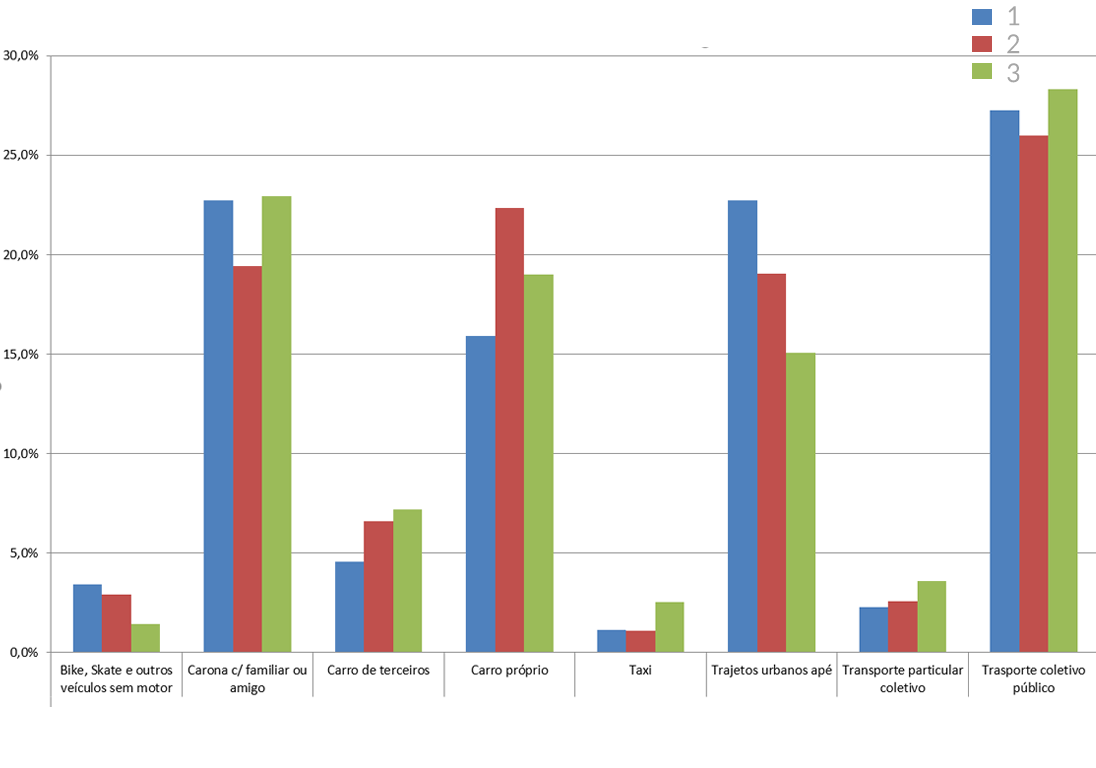 1
2
3
30,0%
25,0%
20,0%
15,0%
10,0%
5,0%
0,0%
Bike, Skate e outros
veículos sem motor
Carona c/ familiar ou
amigo
Carro de terceiros
Carro próprio
Taxi
Trajetos urbanos apé
Transporte particular
coletivo
Trasporte coletivo
público